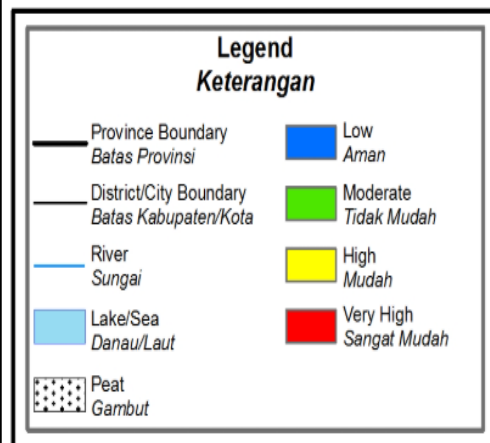 Legend
Keterangan
Province Boundary
Batas Provinsi
District/City Boundary
Batas Kabupaten/Kota
River
Sungai
Lake/Sea
Danau/Laut
Peat
Gambut
Low
Aman
Moderate
Tidak Mudah
High
Mudah
Very High
Sangat Mudah